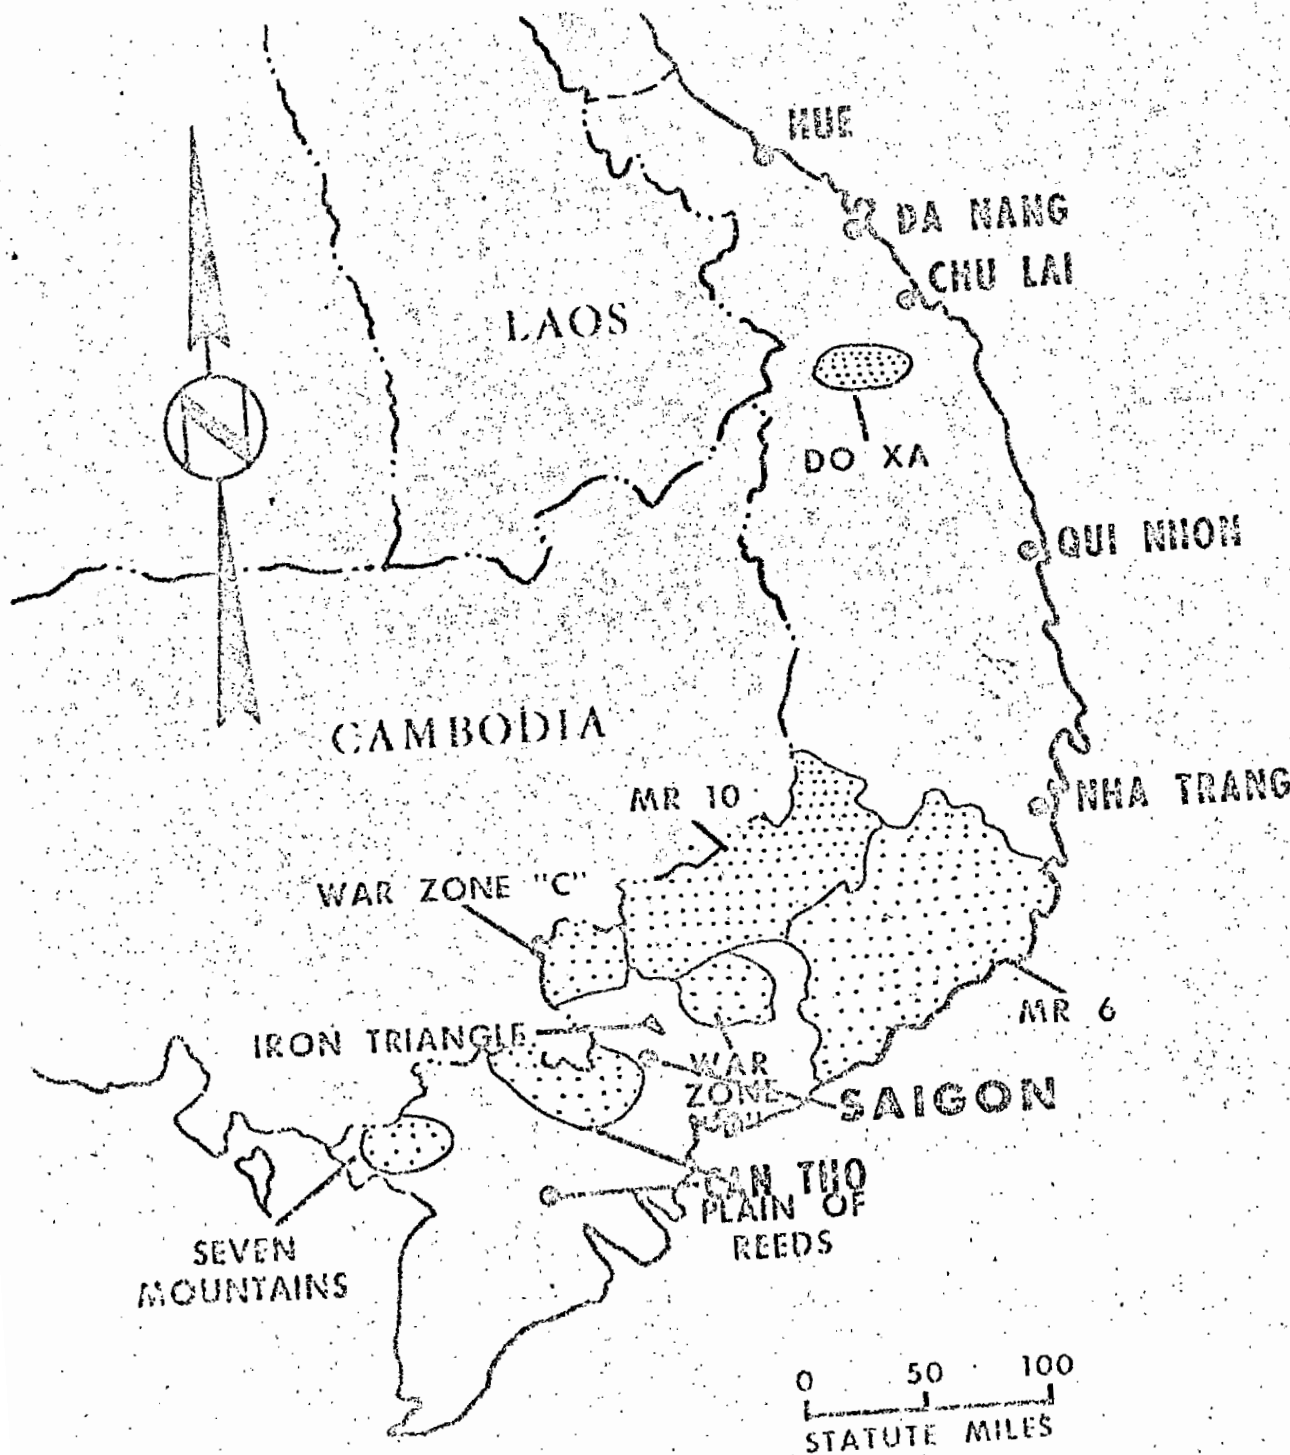 HUE
DA NANG
CHU LAI
LAOS
N
DO XA
QUI NHON
CAMBODIA
MR 10
NHA TRANG
WAR ZONE "C"
MR 6
IRON TRIANGLE
WAR
ZONE
"D"
SAIGON
CAN THO
PLAIN OF
REEDS
SEVEN
MOUNTAINS
0 50 100
STATUTE MILES